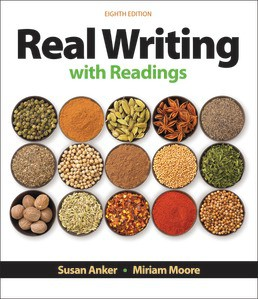 EIGHTH EDITION
Real Writing
with Readings
Susan Anker • Miriam Moore